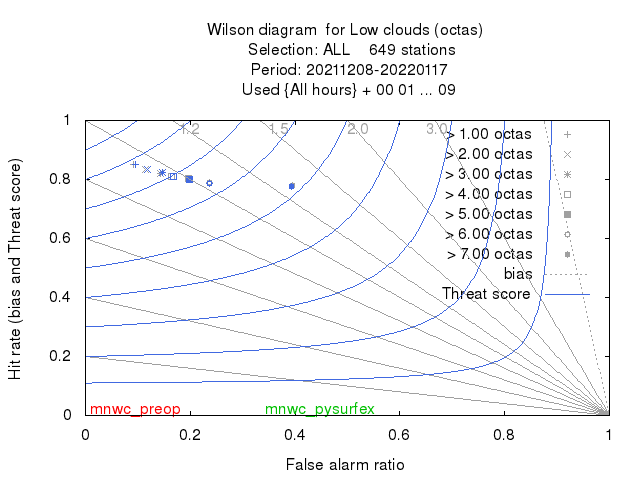 Wilson diagram  for Low clouds (octas)
Selection: ALL    649 stations
Period: 20211208-20220117
Used {All hours} + 00 01 ... 09
Hit rate (bias and Threat score)
1
0.8
0.6
0.4
0.2
0
1.2
1.5
2.0
3.0
> 1.00 octas
> 2.00 octas
> 3.00 octas
> 4.00 octas
> 5.00 octas
> 6.00 octas
> 7.00 octas
bias
Threat score
mnwc_preop
mnwc_pysurfex
0
0.2
0.4
0.6
0.8
1
False alarm ratio